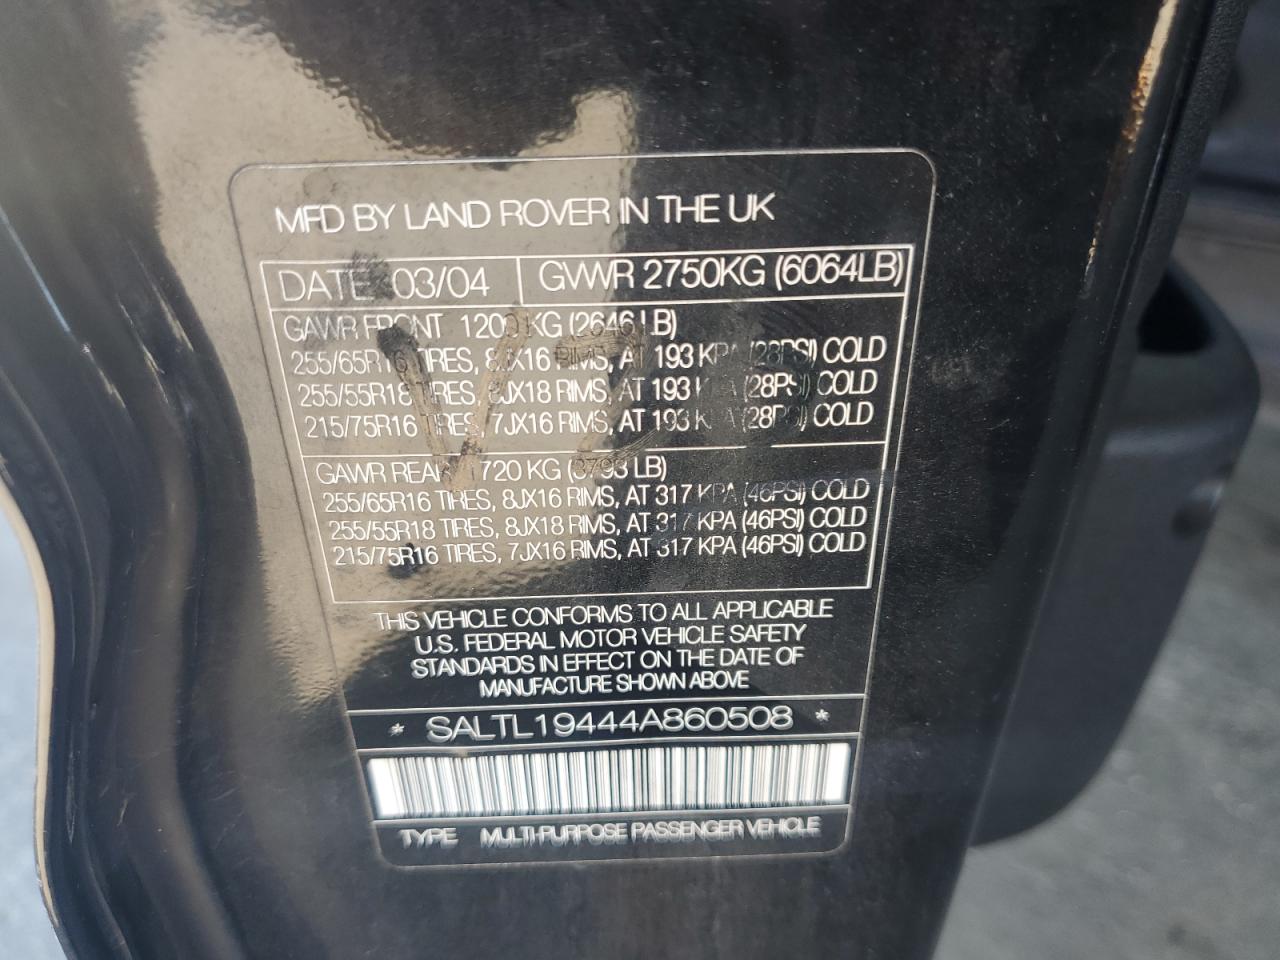 MFD BY LAND ROVER IN THE UK
DATE 03/04 GVWR 2750KG (6064LB)
GAWR FRONT 1200 KG (2646 LB)
255/65R16 TIRES, 8JX16 RIMS, AT 193 KPA (28PSI) COLD
255/55R18 TIRES, 8JX18 RIMS, AT 193 KPA (28PSI) COLD
215/75R16 TIRES, 7JX16 RIMS, AT 193 KPA (28PSI) COLD
GAWR REAR 1720 KG (3793 LB)
255/65R16 TIRES, 8JX16 RIMS, AT 317 KPA (46PSI) COLD
255/55R18 TIRES, 8JX18 RIMS, AT 317 KPA (46PSI) COLD
215/75R16 TIRES, 7JX16 RIMS, AT 317 KPA (46PSI) COLD
THIS VEHICLE CONFORMS TO ALL APPLICABLE
U.S. FEDERAL MOTOR VEHICLE SAFETY
STANDARDS IN EFFECT ON THE DATE OF
MANUFACTURE SHOWN ABOVE
* SALTL19444A860508 *
TYPE MULTI-PURPOSE PASSENGER VEHICLE